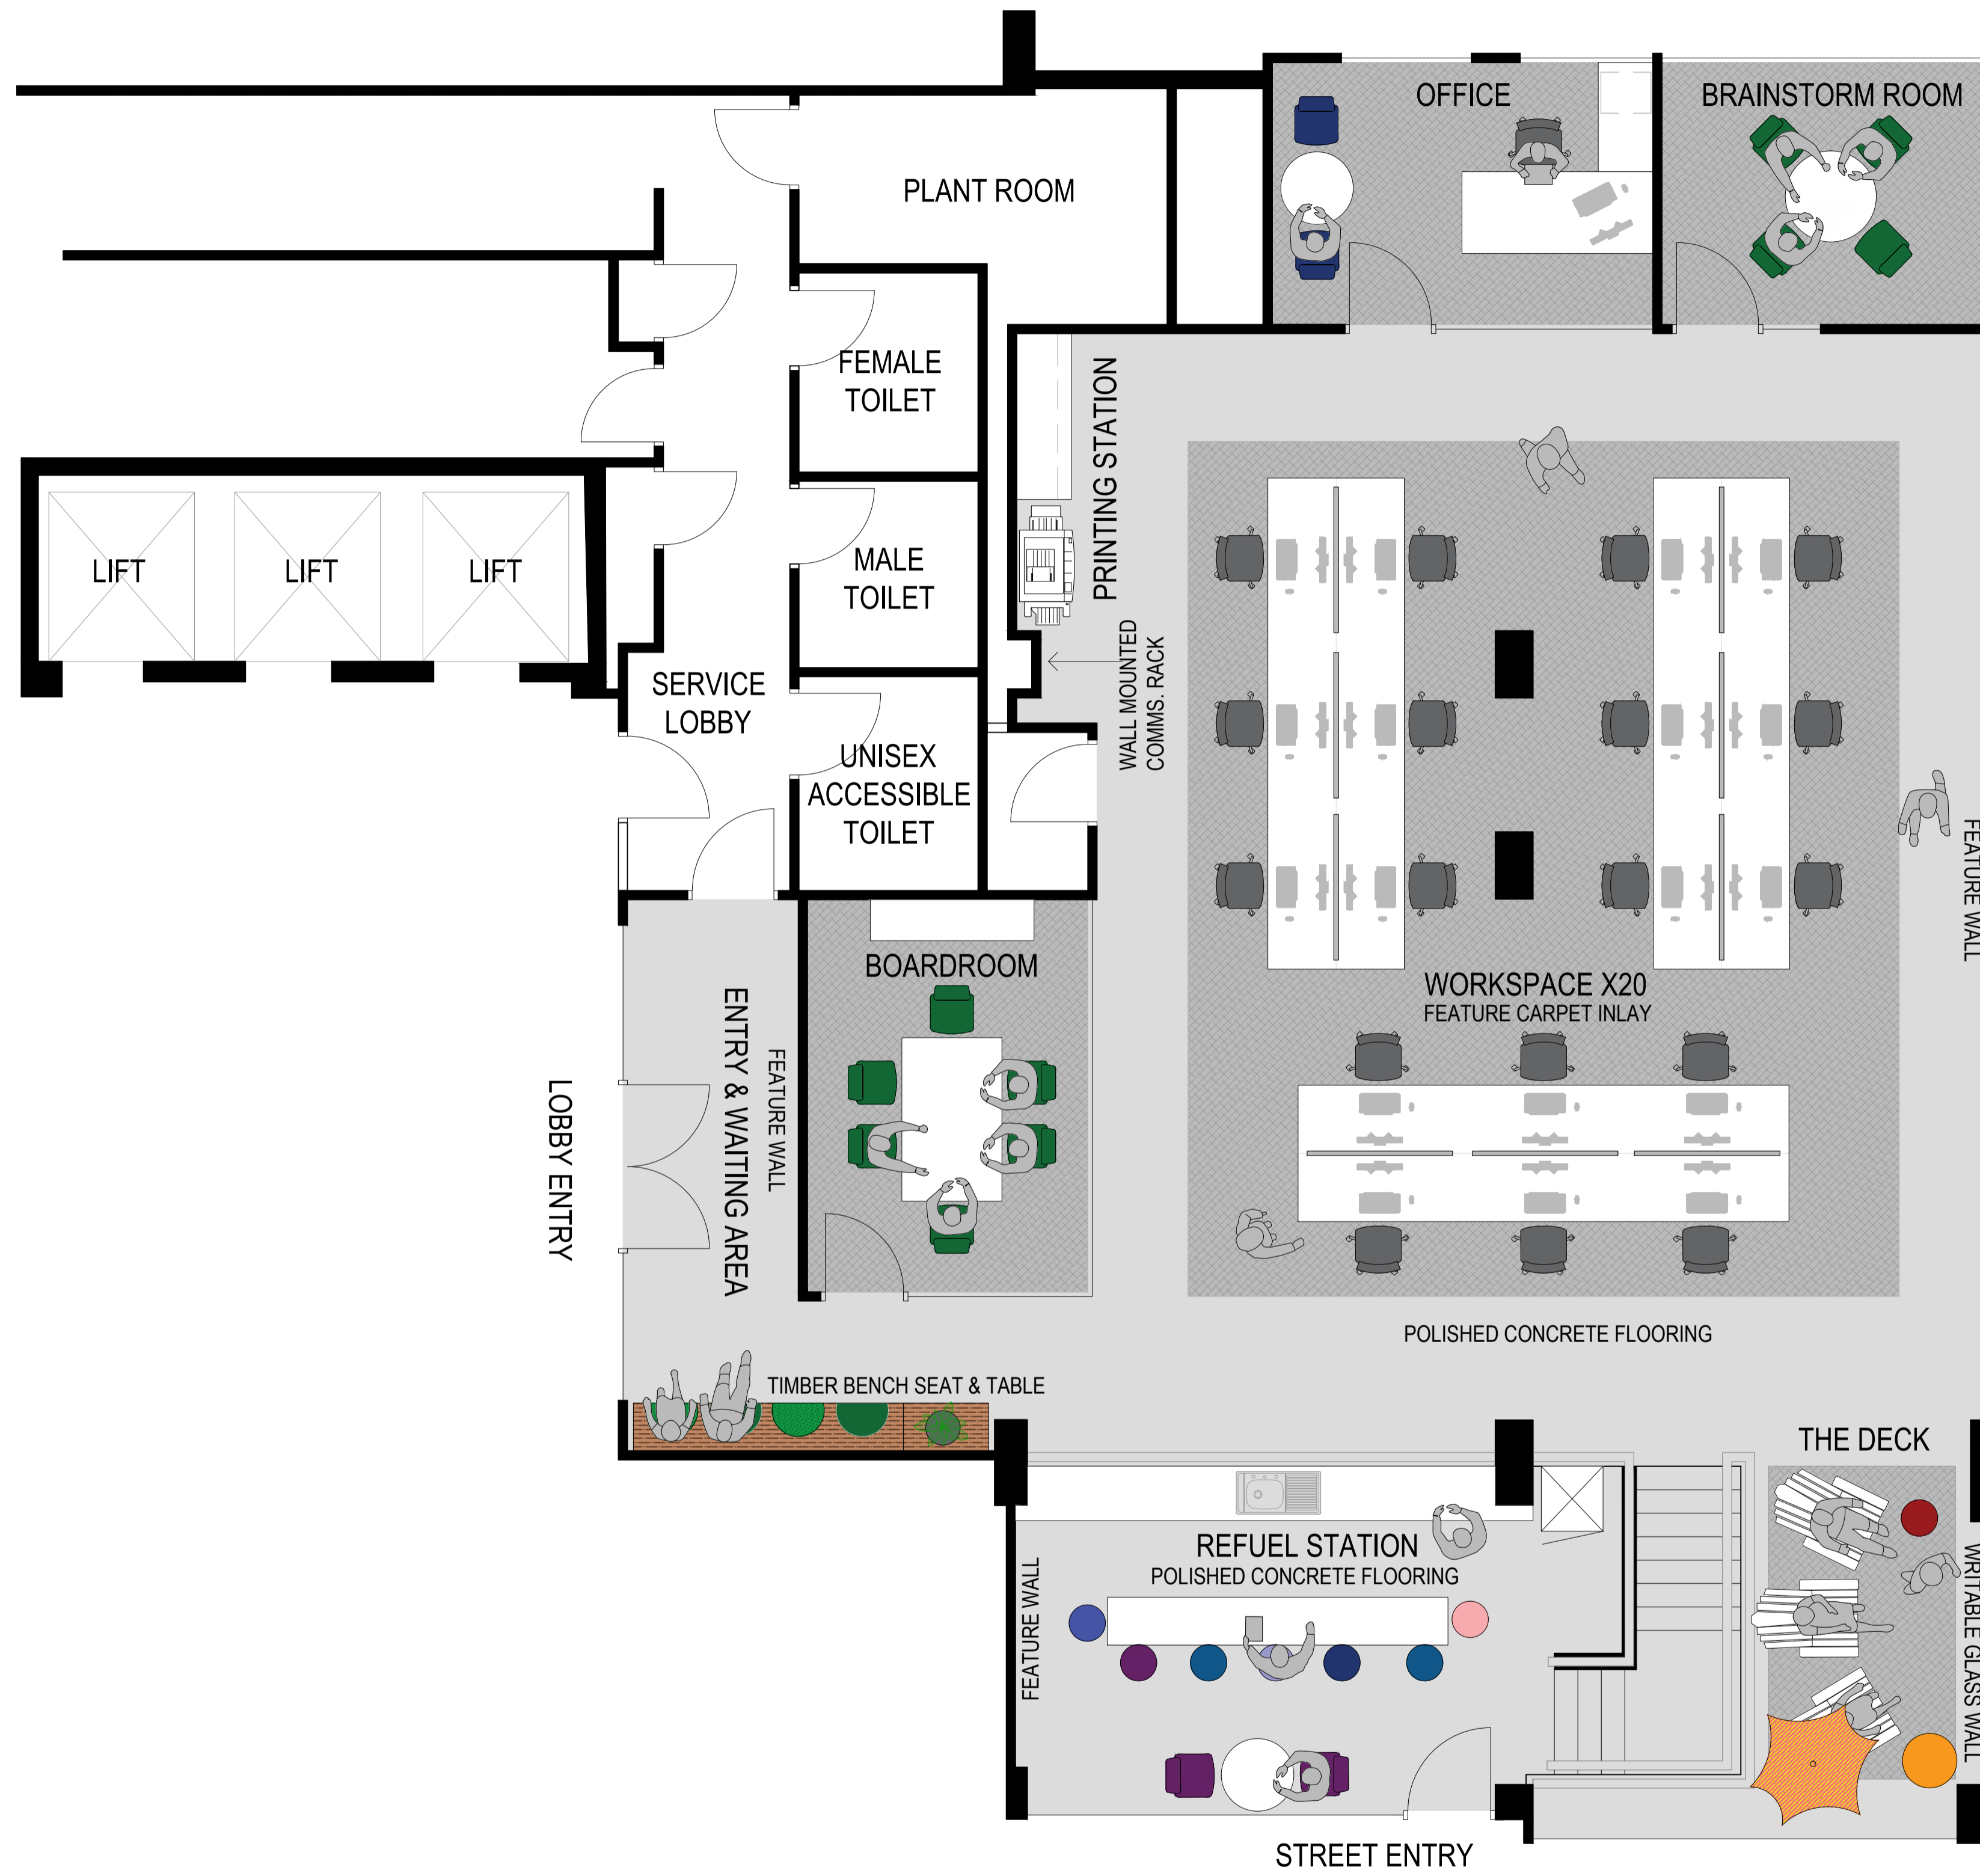 OFFICE
BRAINSTORM ROOM
PLANT ROOM
FEMALE
TOILET
PRINTING STATION
LIFT
LIFT
LIFT
MALE
TOILET
WALL MOUNTED
COMMS. RACK
SERVICE
LOBBY
UNISEX
ACCESSIBLE
TOILET
FEATURE WALL
BOARDROOM
WORKSPACE X20
FEATURE CARPET INLAY
LOBBY ENTRY
ENTRY & WAITING AREA
FEATURE WALL
POLISHED CONCRETE FLOORING
TIMBER BENCH SEAT & TABLE
THE DECK
REFUEL STATION
POLISHED CONCRETE FLOORING
FEATURE WALL
WRITABLE GLASS WALL
STREET ENTRY